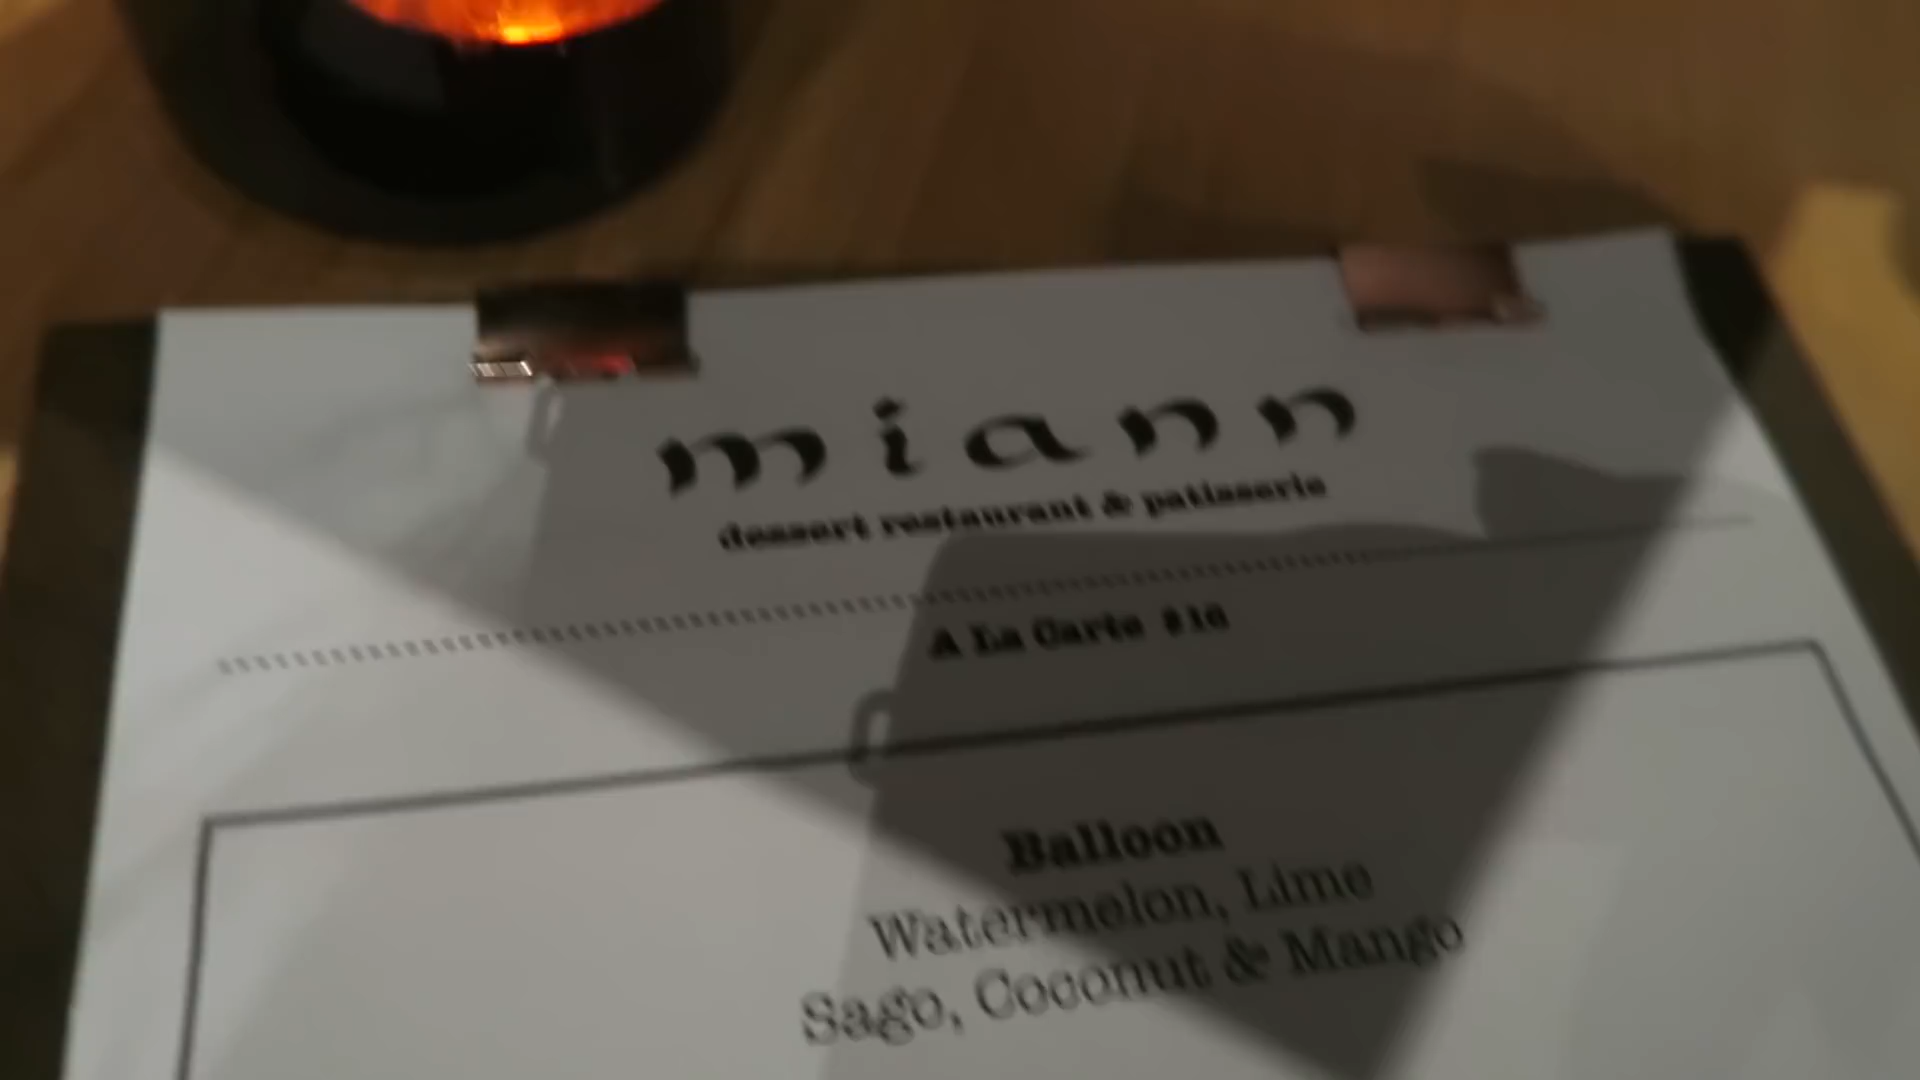 miann
dessert restaurant & patisserie
A La Carte $16
Balloon
Watermelon, Lime
Sago, Coconut & Mango